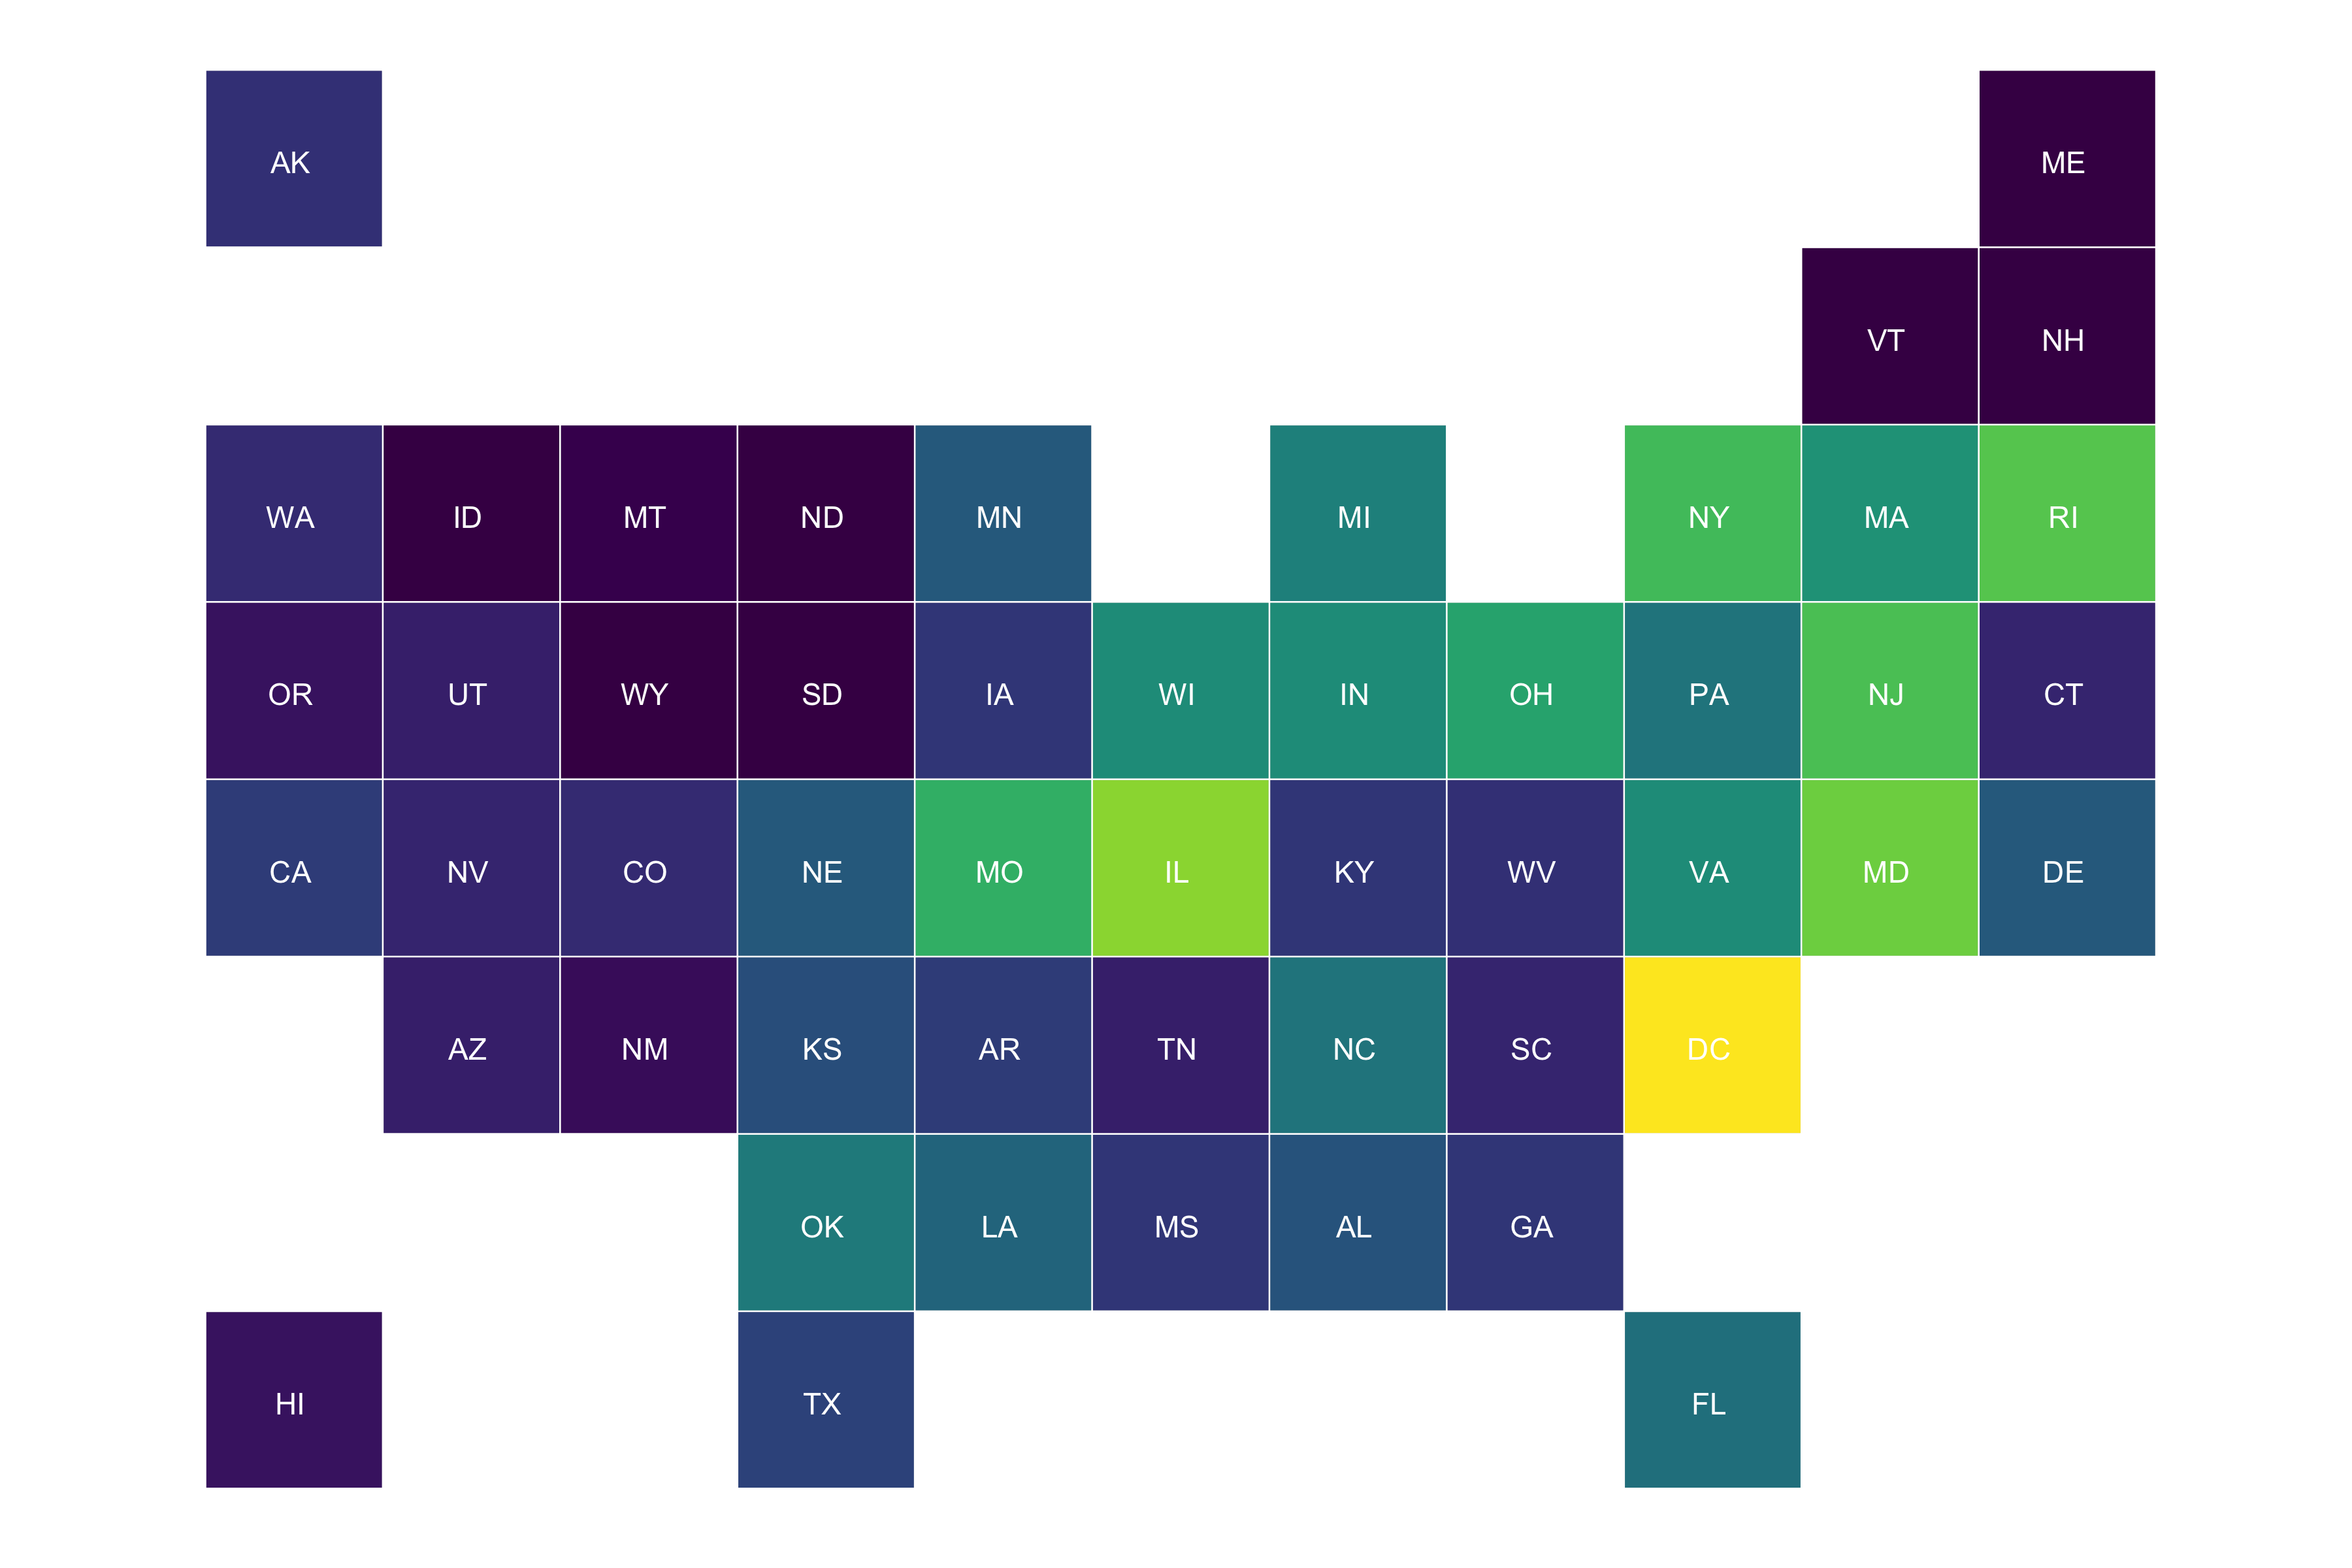 AK ME
VT NH
WA ID MT ND MN MI NY MA RI
OR UT WY SD IA WI IN OH PA NJ CT
CA NV CO NE MO IL KY WV VA MD DE
AZ NM KS AR TN NC SC DC
OK LA MS AL GA
HI TX FL